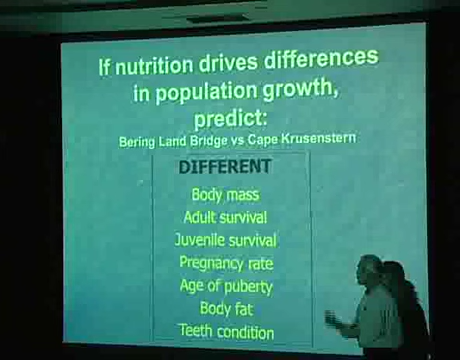 If nutrition drives differences
in population growth,
predict:
Bering Land Bridge vs Cape Krusenstern
DIFFERENT
Body mass
Adult survival
Juvenile survival
Pregnancy rate
Age of puberty
Body fat
Teeth condition